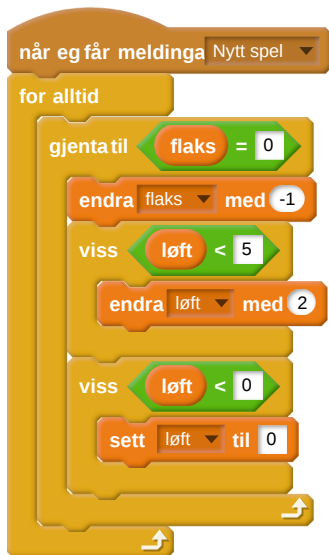 når eg får meldinga Nytt spel
for alltid
gjenta til flaks = 0
endra flaks med -1
viss løft < 5
endra løft med 2
viss løft < 0
sett løft til 0